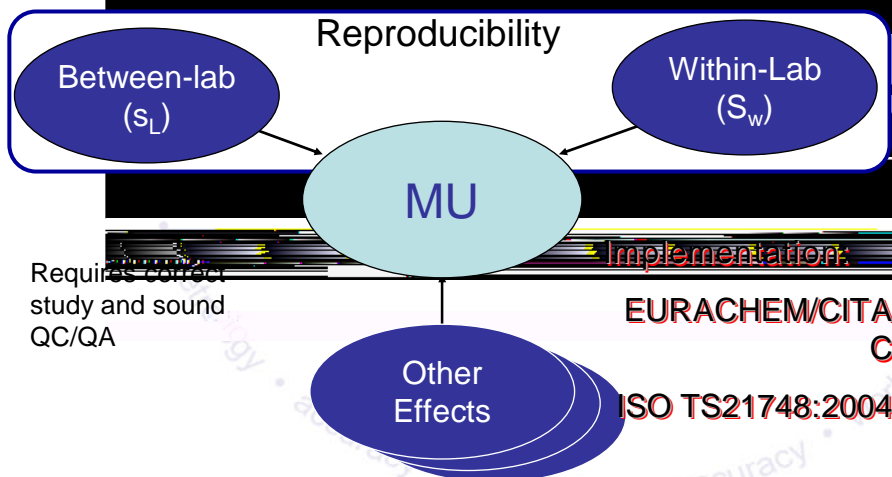 Reproducibility
Between-lab
(sL)
Within-Lab
(Sw)
MU
Requires correct
study and sound
QC/QA
Implementation:
EURACHEM/CITA
C
ISO TS21748:2004
Other
Effects
accuracy